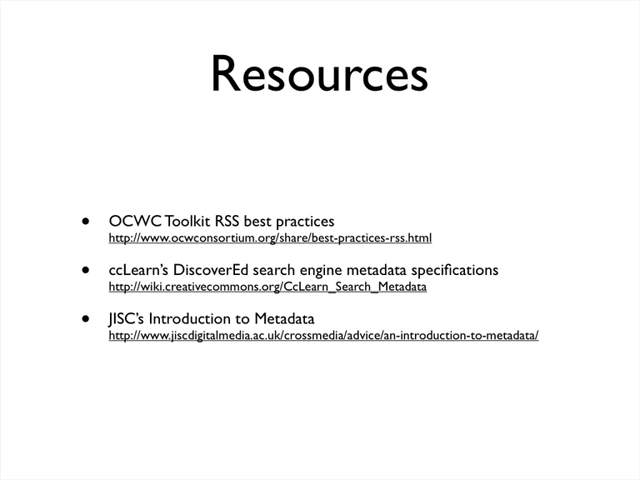 Resources
• OCWC Toolkit RSS best practices
http://www.ocwconsortium.org/share/best-practices-rss.html
• ccLearn's DiscoverEd search engine metadata specifications
http://wiki.creativecommons.org/CcLearn_Search_Metadata
• JISC's Introduction to Metadata
http://www.jiscdigitalmedia.ac.uk/crossmedia/advice/an-introduction-to-metadata/